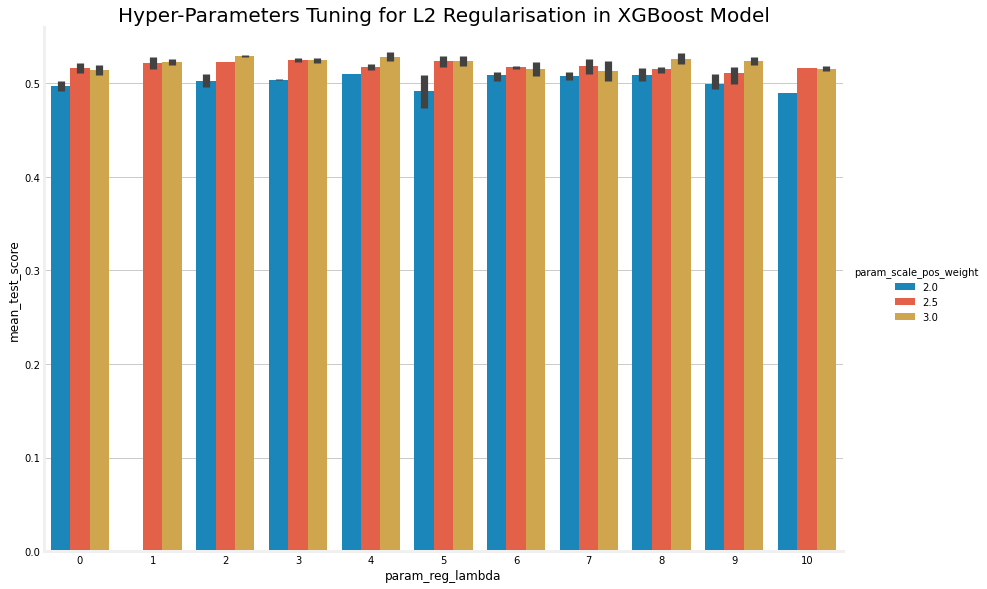 Hyper-Parameters Tuning for L2 Regularisation in XGBoost Model
mean_test_score
0.5
0.4
0.3
0.2
0.1
0.0
0 1 2 3 4 5 6 7 8 9 10
param_reg_lambda
param_scale_pos_weight
2.0
2.5
3.0